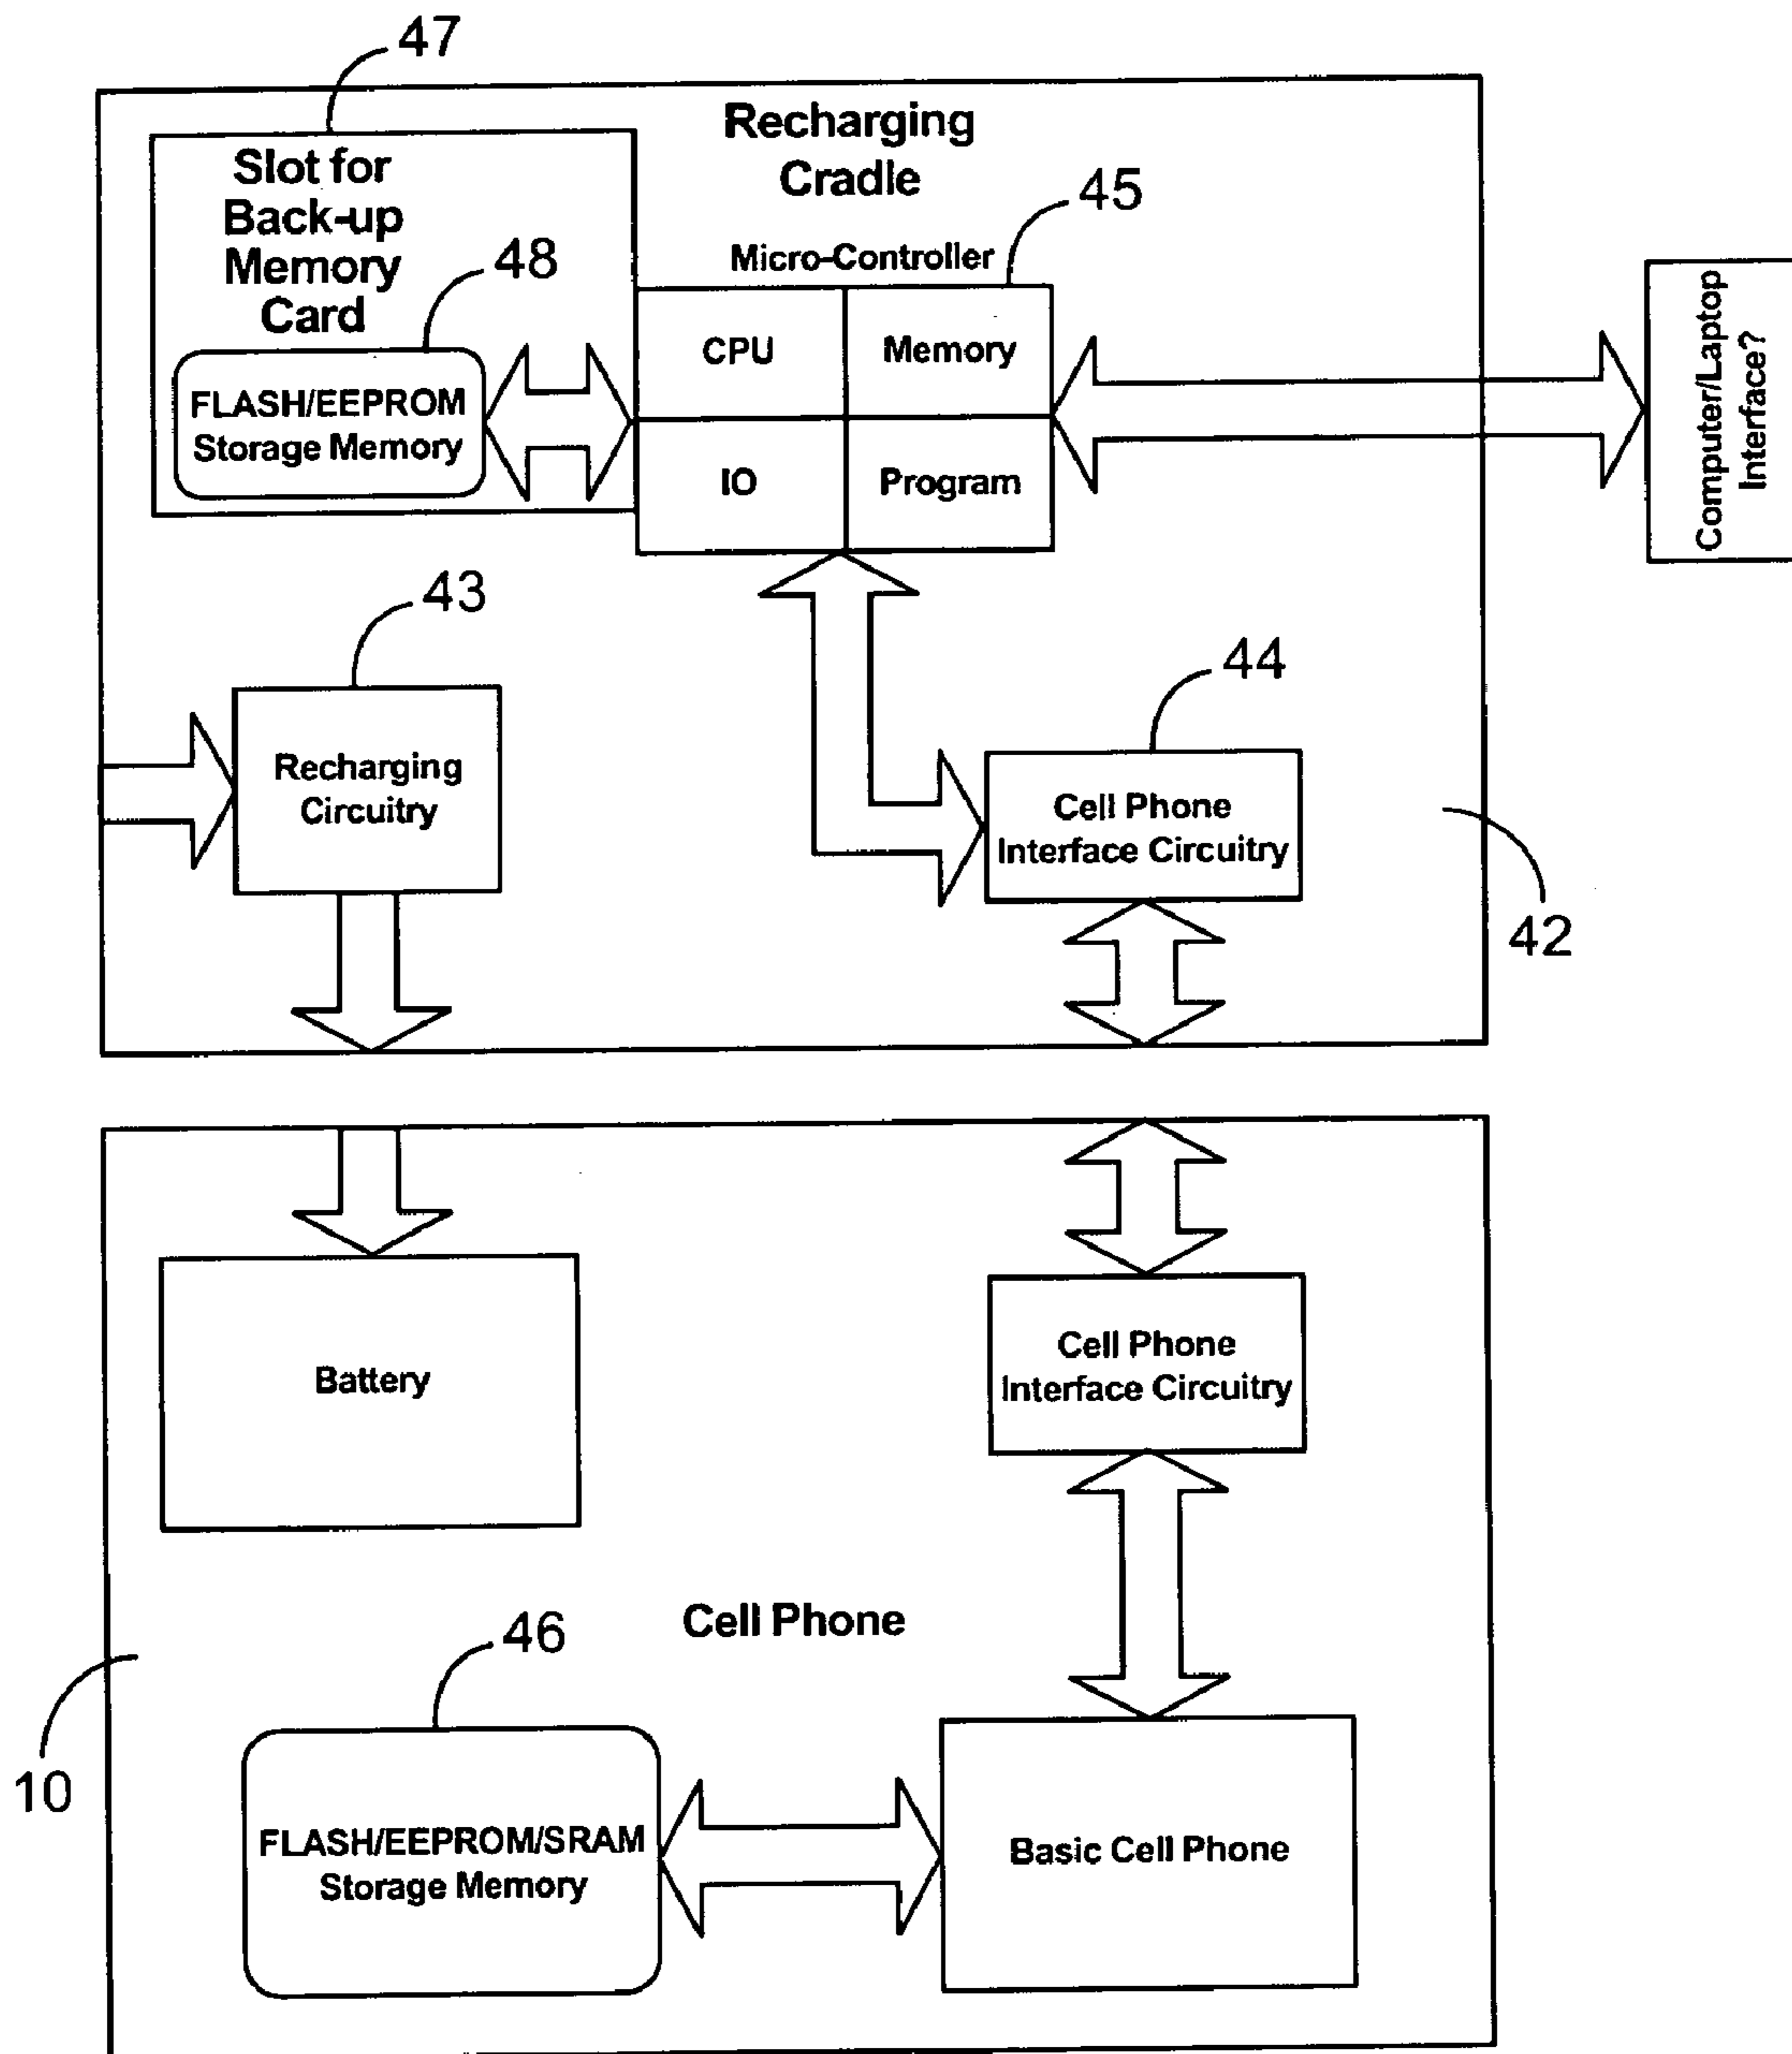 47
Recharging
Cradle
Slot for
Back-up
Memory
Card
45
Micro-Controller
48
CPU
Memory
IO
Program
FLASH/EEPROM
Storage Memory
Computer/Laptop
Interface?
43
Recharging
Circuitry
44
Cell Phone
Interface Circuitry
42
Battery
Cell Phone
Interface Circuitry
Cell Phone
46
10
FLASH/EEPROM/SRAM
Storage Memory
Basic Cell Phone